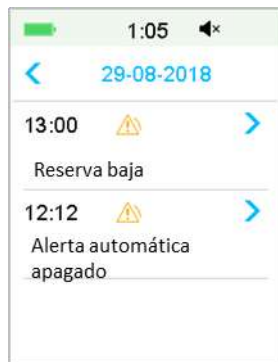 1:05
29-08-2018
13:00
Reserva baja
12:12
Alerta automática
apagado